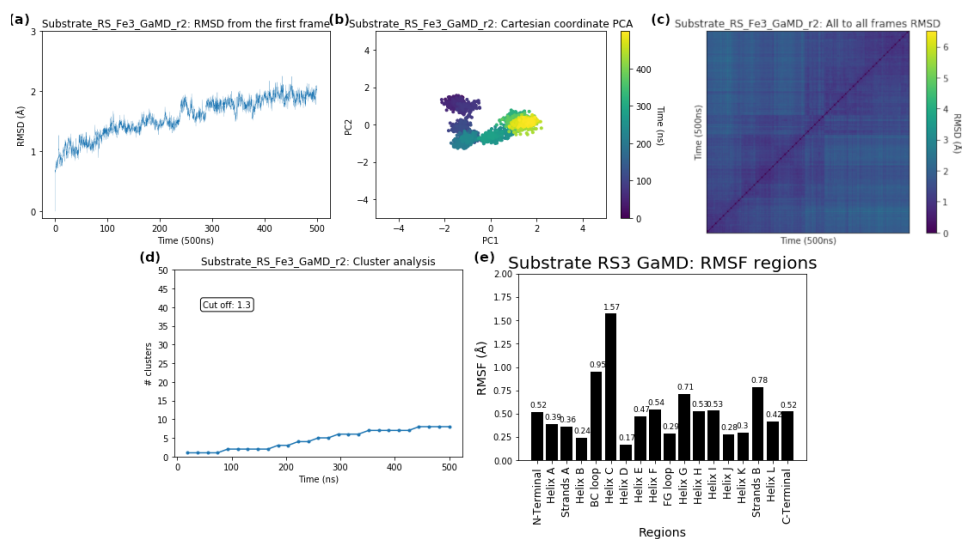 (a)
Substrate_RS_Fe3_GaMD_r2: RMSD from the first frame
3
2
1
0
RMSD (Å)
0
100
200
300
400
500
Time (500ns)
(b)
Substrate_RS_Fe3_GaMD_r2: Cartesian coordinate PCA
4
2
0
−2
−4
PC2
−4
−2
0
2
4
PC1
400
300
200
100
0
Time (ns)
(c)
Substrate_RS_Fe3_GaMD_r2: All to all frames RMSD
Time (500ns)
Time (500ns)
6
5
4
3
2
1
0
RMSD (Å)
(d)
Substrate_RS_Fe3_GaMD_r2: Cluster analysis
Cut off: 1.3
50
45
40
35
30
25
20
15
10
5
0
# clusters
0
100
200
300
400
500
Time (ns)
(e)
Substrate RS3 GaMD: RMSF regions
2.00
1.75
1.50
1.25
1.00
0.75
0.50
0.25
0.00
RMSF (Å)
0.52
0.39
0.36
0.24
0.95
1.57
0.17
0.47
0.54
0.29
0.71
0.53
0.53
0.28
0.3
0.78
0.42
0.52
N-Terminal
Helix A
Strands A
Helix B
BC loop
Helix C
Helix D
Helix E
Helix F
FG loop
Helix G
Helix H
Helix I
Helix J
Helix K
Strands B
Helix L
C-Terminal
Regions